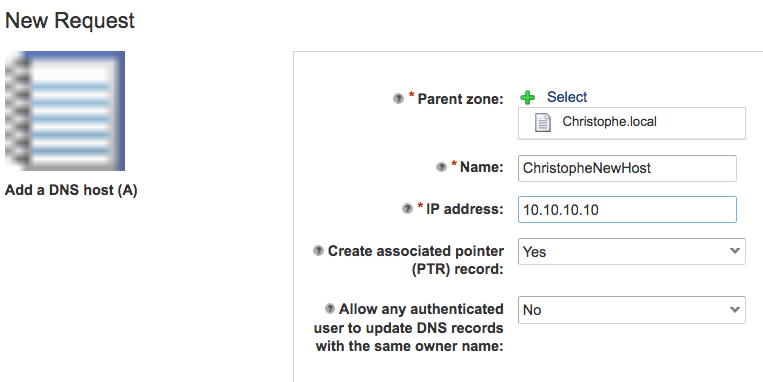 New Request
Add a DNS host (A)
* Parent zone: Select
Christophe.local
* Name: ChristopheNewHost
* IP address: 10.10.10.10
Create associated pointer Yes
(PTR) record:
Allow any authenticated No
user to update DNS records
with the same owner name: